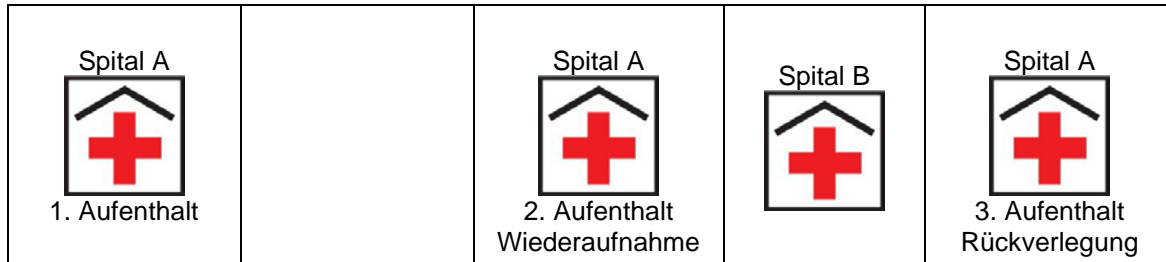 Spital A
1. Aufenthalt
Spital A
2. Aufenthalt
Wiederaufnahme
Spital B
Spital A
3. Aufenthalt
Rückverlegung